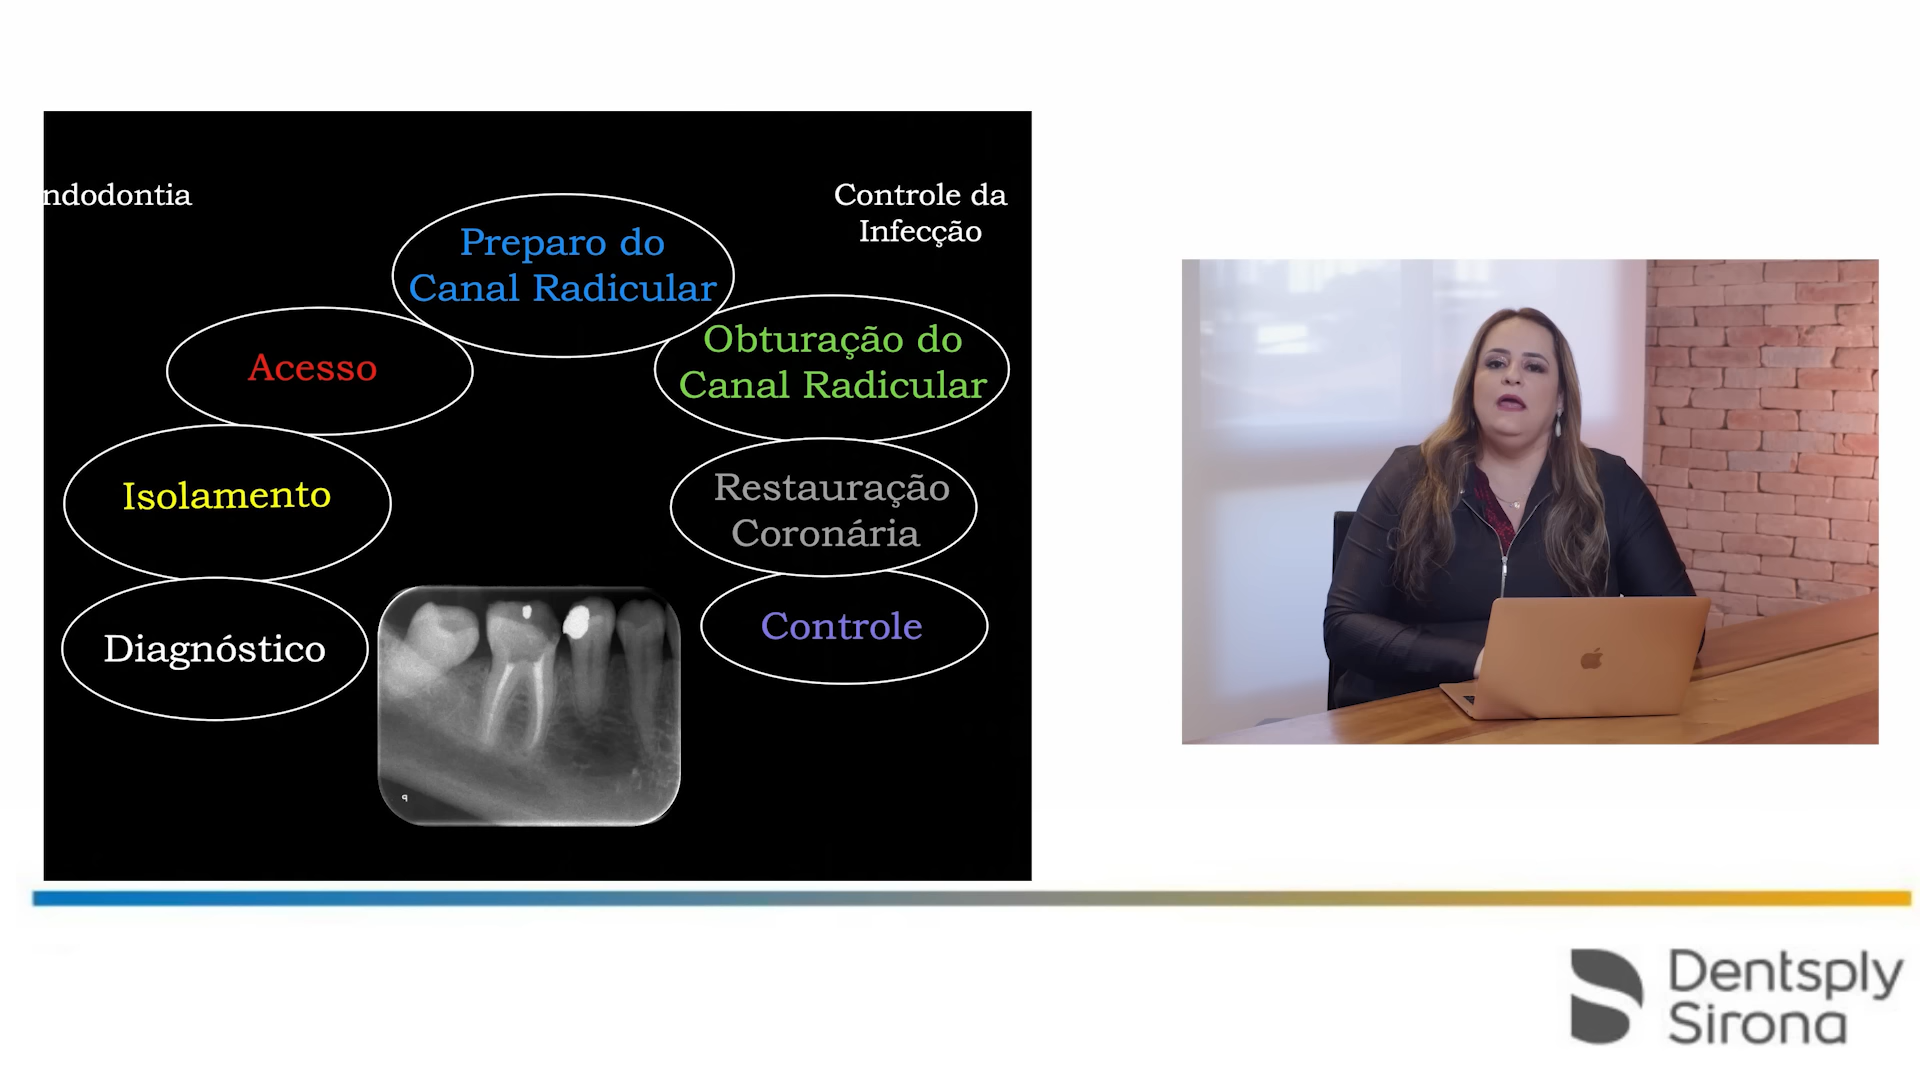 ndodontia
Controle da
Infecção
Preparo do
Canal Radicular
Obturação do
Canal Radicular
Acesso
Restauração
Coronária
Isolamento
Controle
Diagnóstico
Dentsply
Sirona